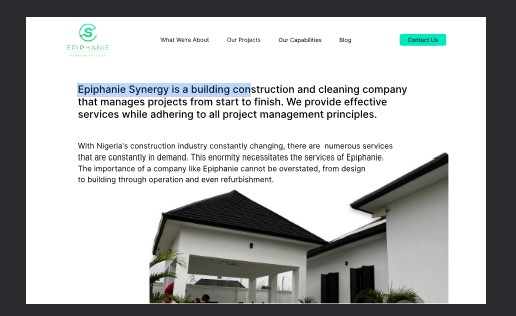 What We're About
Our Projects
Our Capabilities
Blog
Contact Us
EPIPHANIE
Epiphanie Synergy is a building construction and cleaning company
that manages projects from start to finish. We provide effective
services while adhering to all project management principles.
With Nigeria's construction industry constantly changing, there are  numerous services
that are constantly in demand. This enormity necessitates the services of Epiphanie.
The importance of a company like Epiphanie cannot be overstated, from design
to building through operation and even refurbishment.